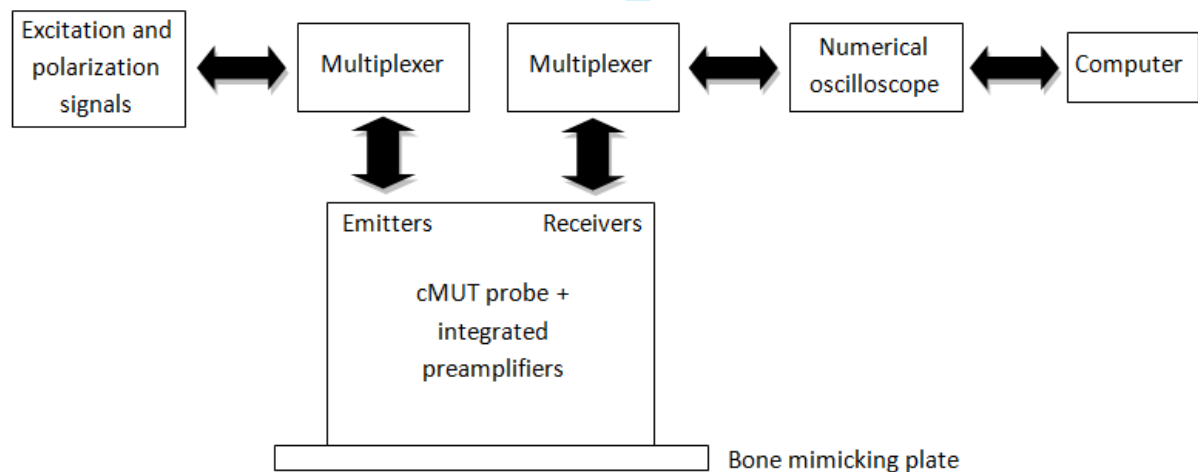 Excitation and
polarization
signals
Multiplexer
Multiplexer
Numerical
oscilloscope
Computer
Emitters
Receivers
cMUT probe +
integrated
preamplifiers
Bone mimicking plate